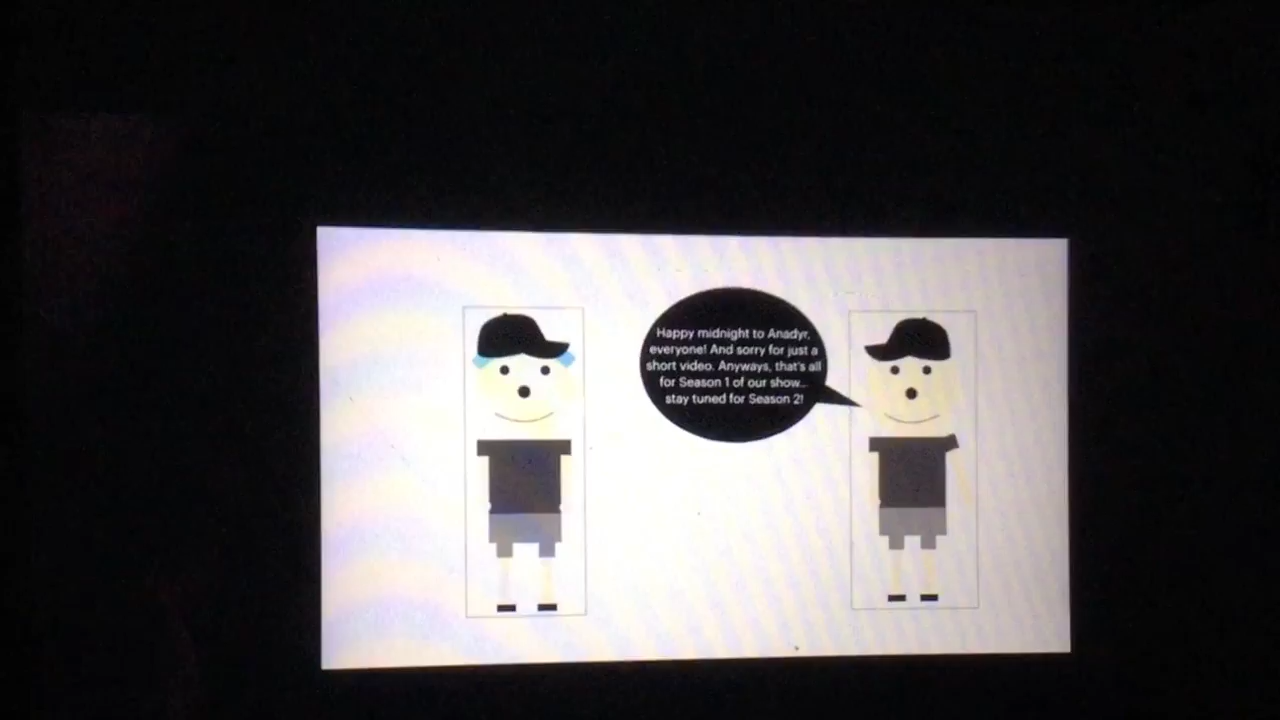 Happy midnight to Anadyr,
everyone! And sorry for just a
short video. Anyways, that's all
for Season 1 of our show...
stay tuned for Season 2!